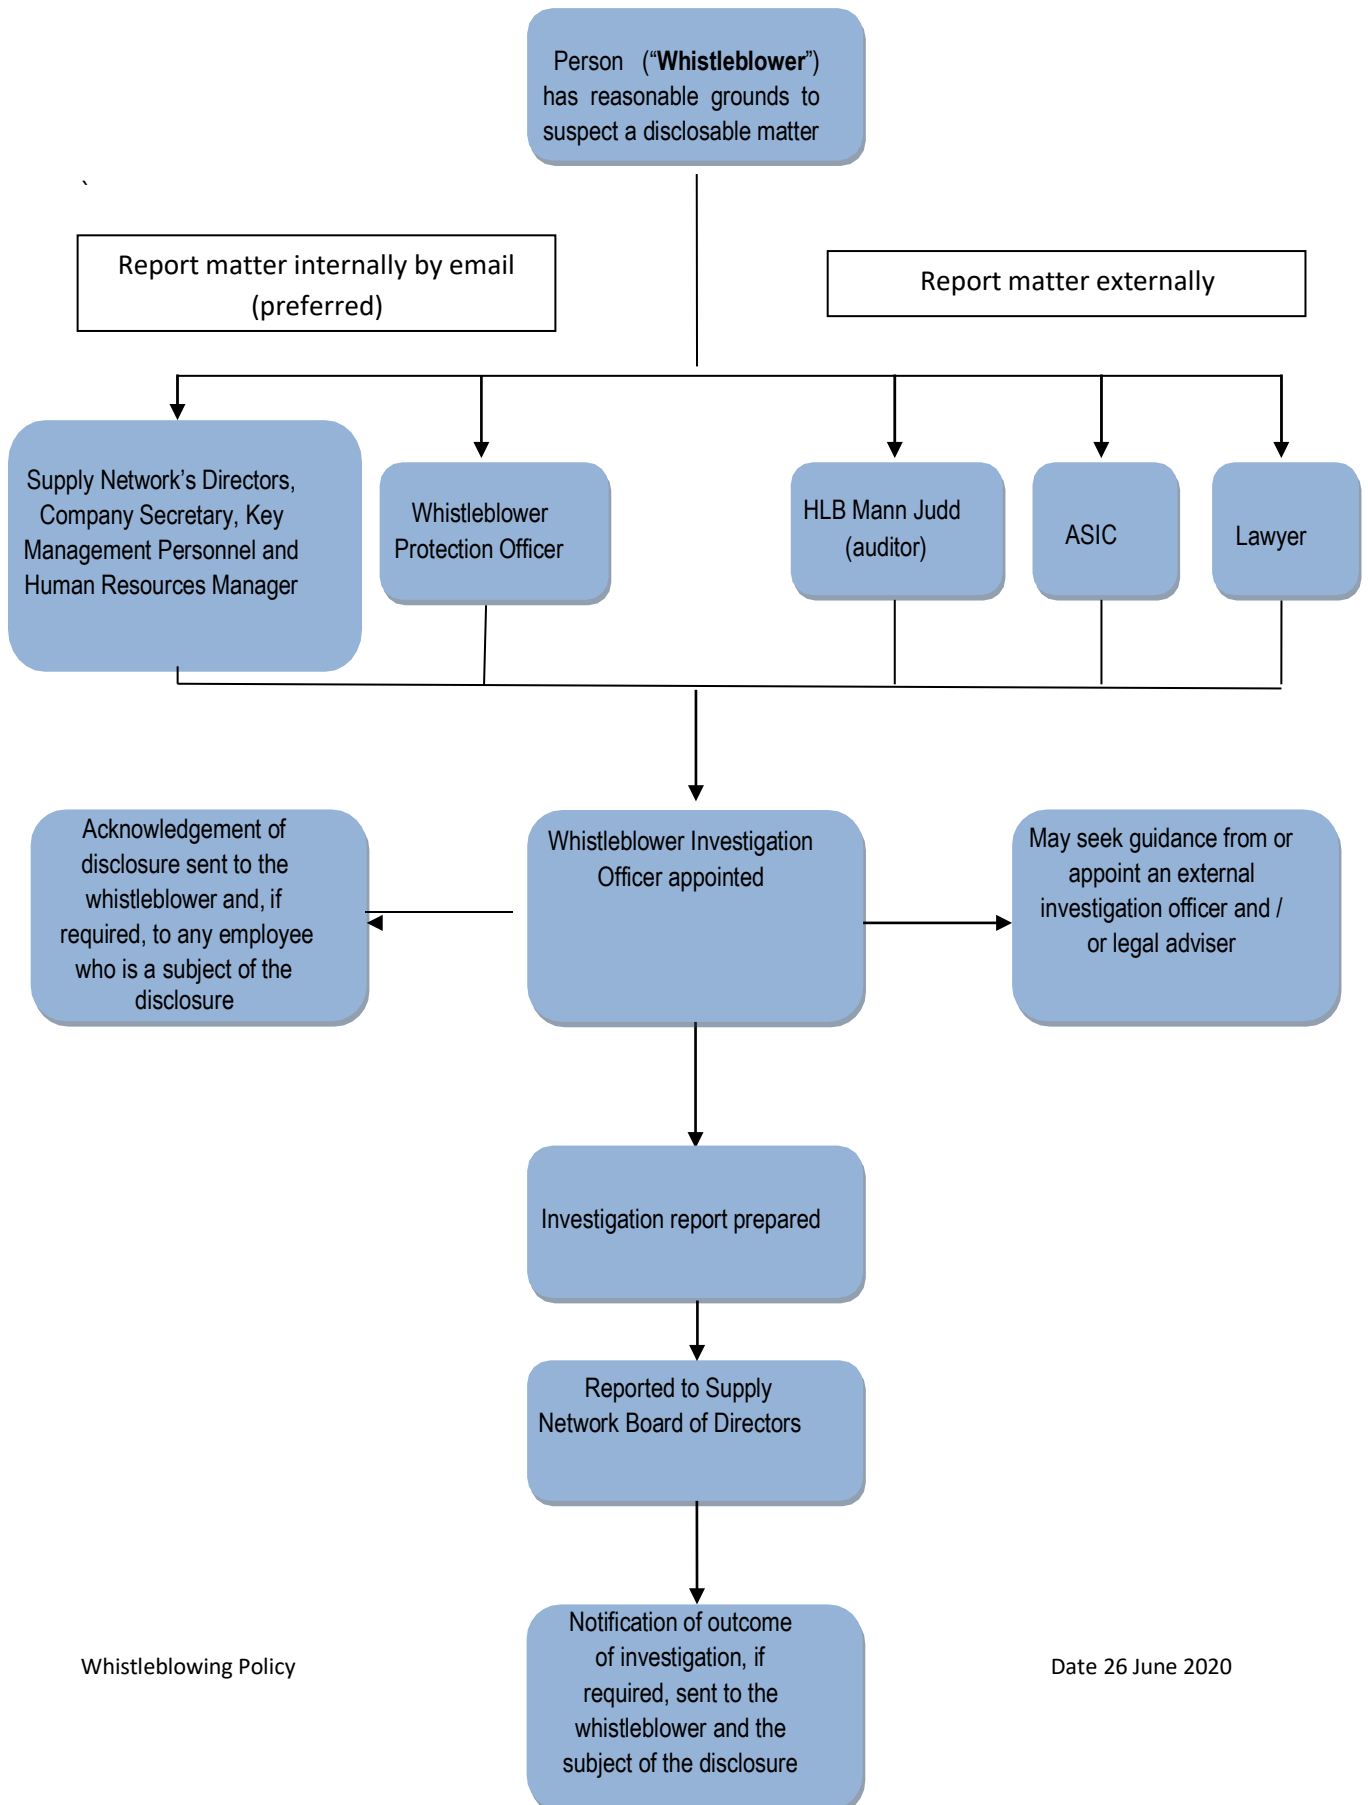 Person (“Whistleblower”)
has reasonable grounds to
suspect a disclosable matter
`
Report matter internally by email
(preferred)
Report matter externally
Supply Network’s Directors,
Company Secretary, Key
Management Personnel and
Human Resources Manager
Whistleblower
Protection Officer
HLB Mann Judd
(auditor)
ASIC
Lawyer
Acknowledgement of
disclosure sent to the
whistleblower and, if
required, to any employee
who is a subject of the
disclosure
Whistleblower Investigation
Officer appointed
May seek guidance from or
appoint an external
investigation officer and /
or legal adviser
Investigation report prepared
Reported to Supply
Network Board of Directors
Notification of outcome
of investigation, if
required, sent to the
whistleblower and the
subject of the disclosure
Whistleblowing Policy
Date 26 June 2020